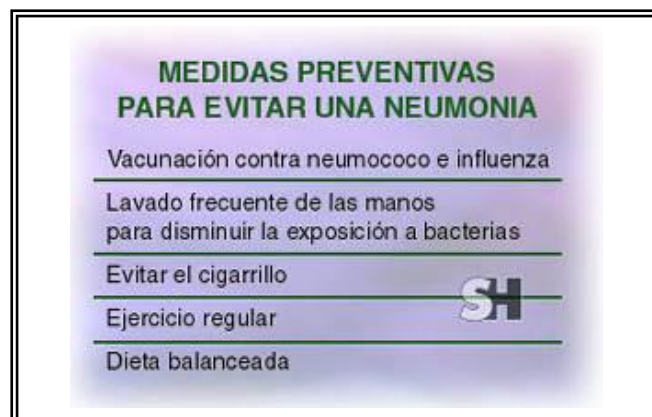 MEDIDAS PREVENTIVAS
PARA EVITAR UNA NEUMONIA
Vacunación contra neumococo e influenza
Lavado frecuente de las manos
para disminuir la exposición a bacterias
Evitar el cigarrillo
SH
Ejercicio regular
Dieta balanceada